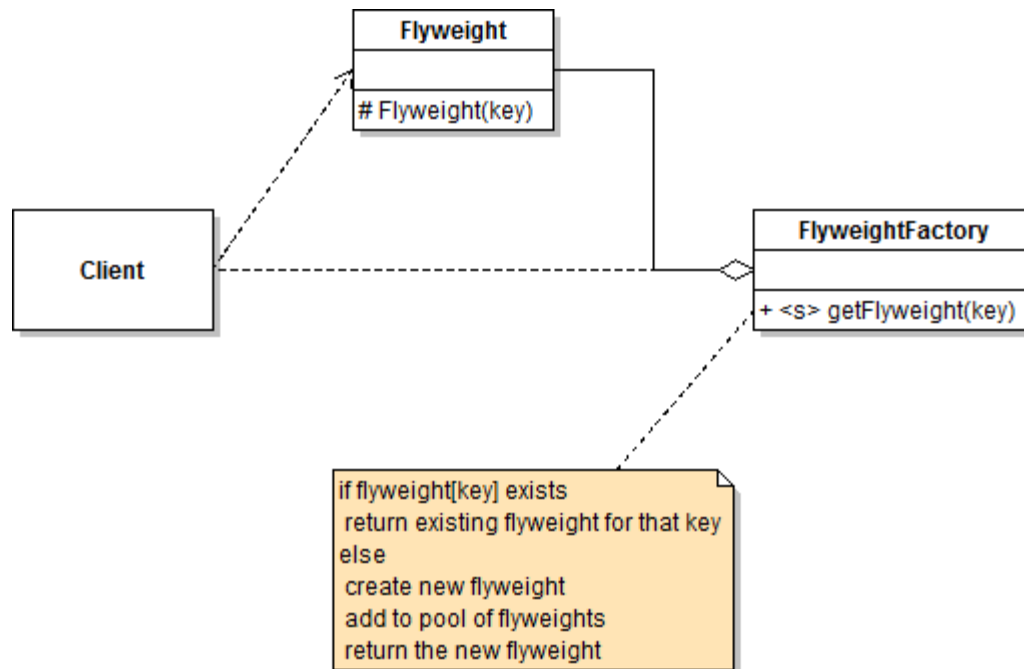 Flyweight
# Flyweight(key)
Client
FlyweightFactory
+ <s> getFlyweight(key)
if flyweight[key] exists
return existing flyweight for that key
else
create new flyweight
add to pool of flyweights
return the new flyweight